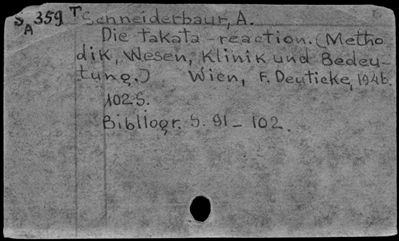 S A 359 T Schneiderbaur, A.
Die takata-reaction. (Metho
dik, Wesen, Klinik und Bedeu-
tung.) Wien, F. Deuticke, 1946.
102 S.
Bibliogr. S. 91-102.